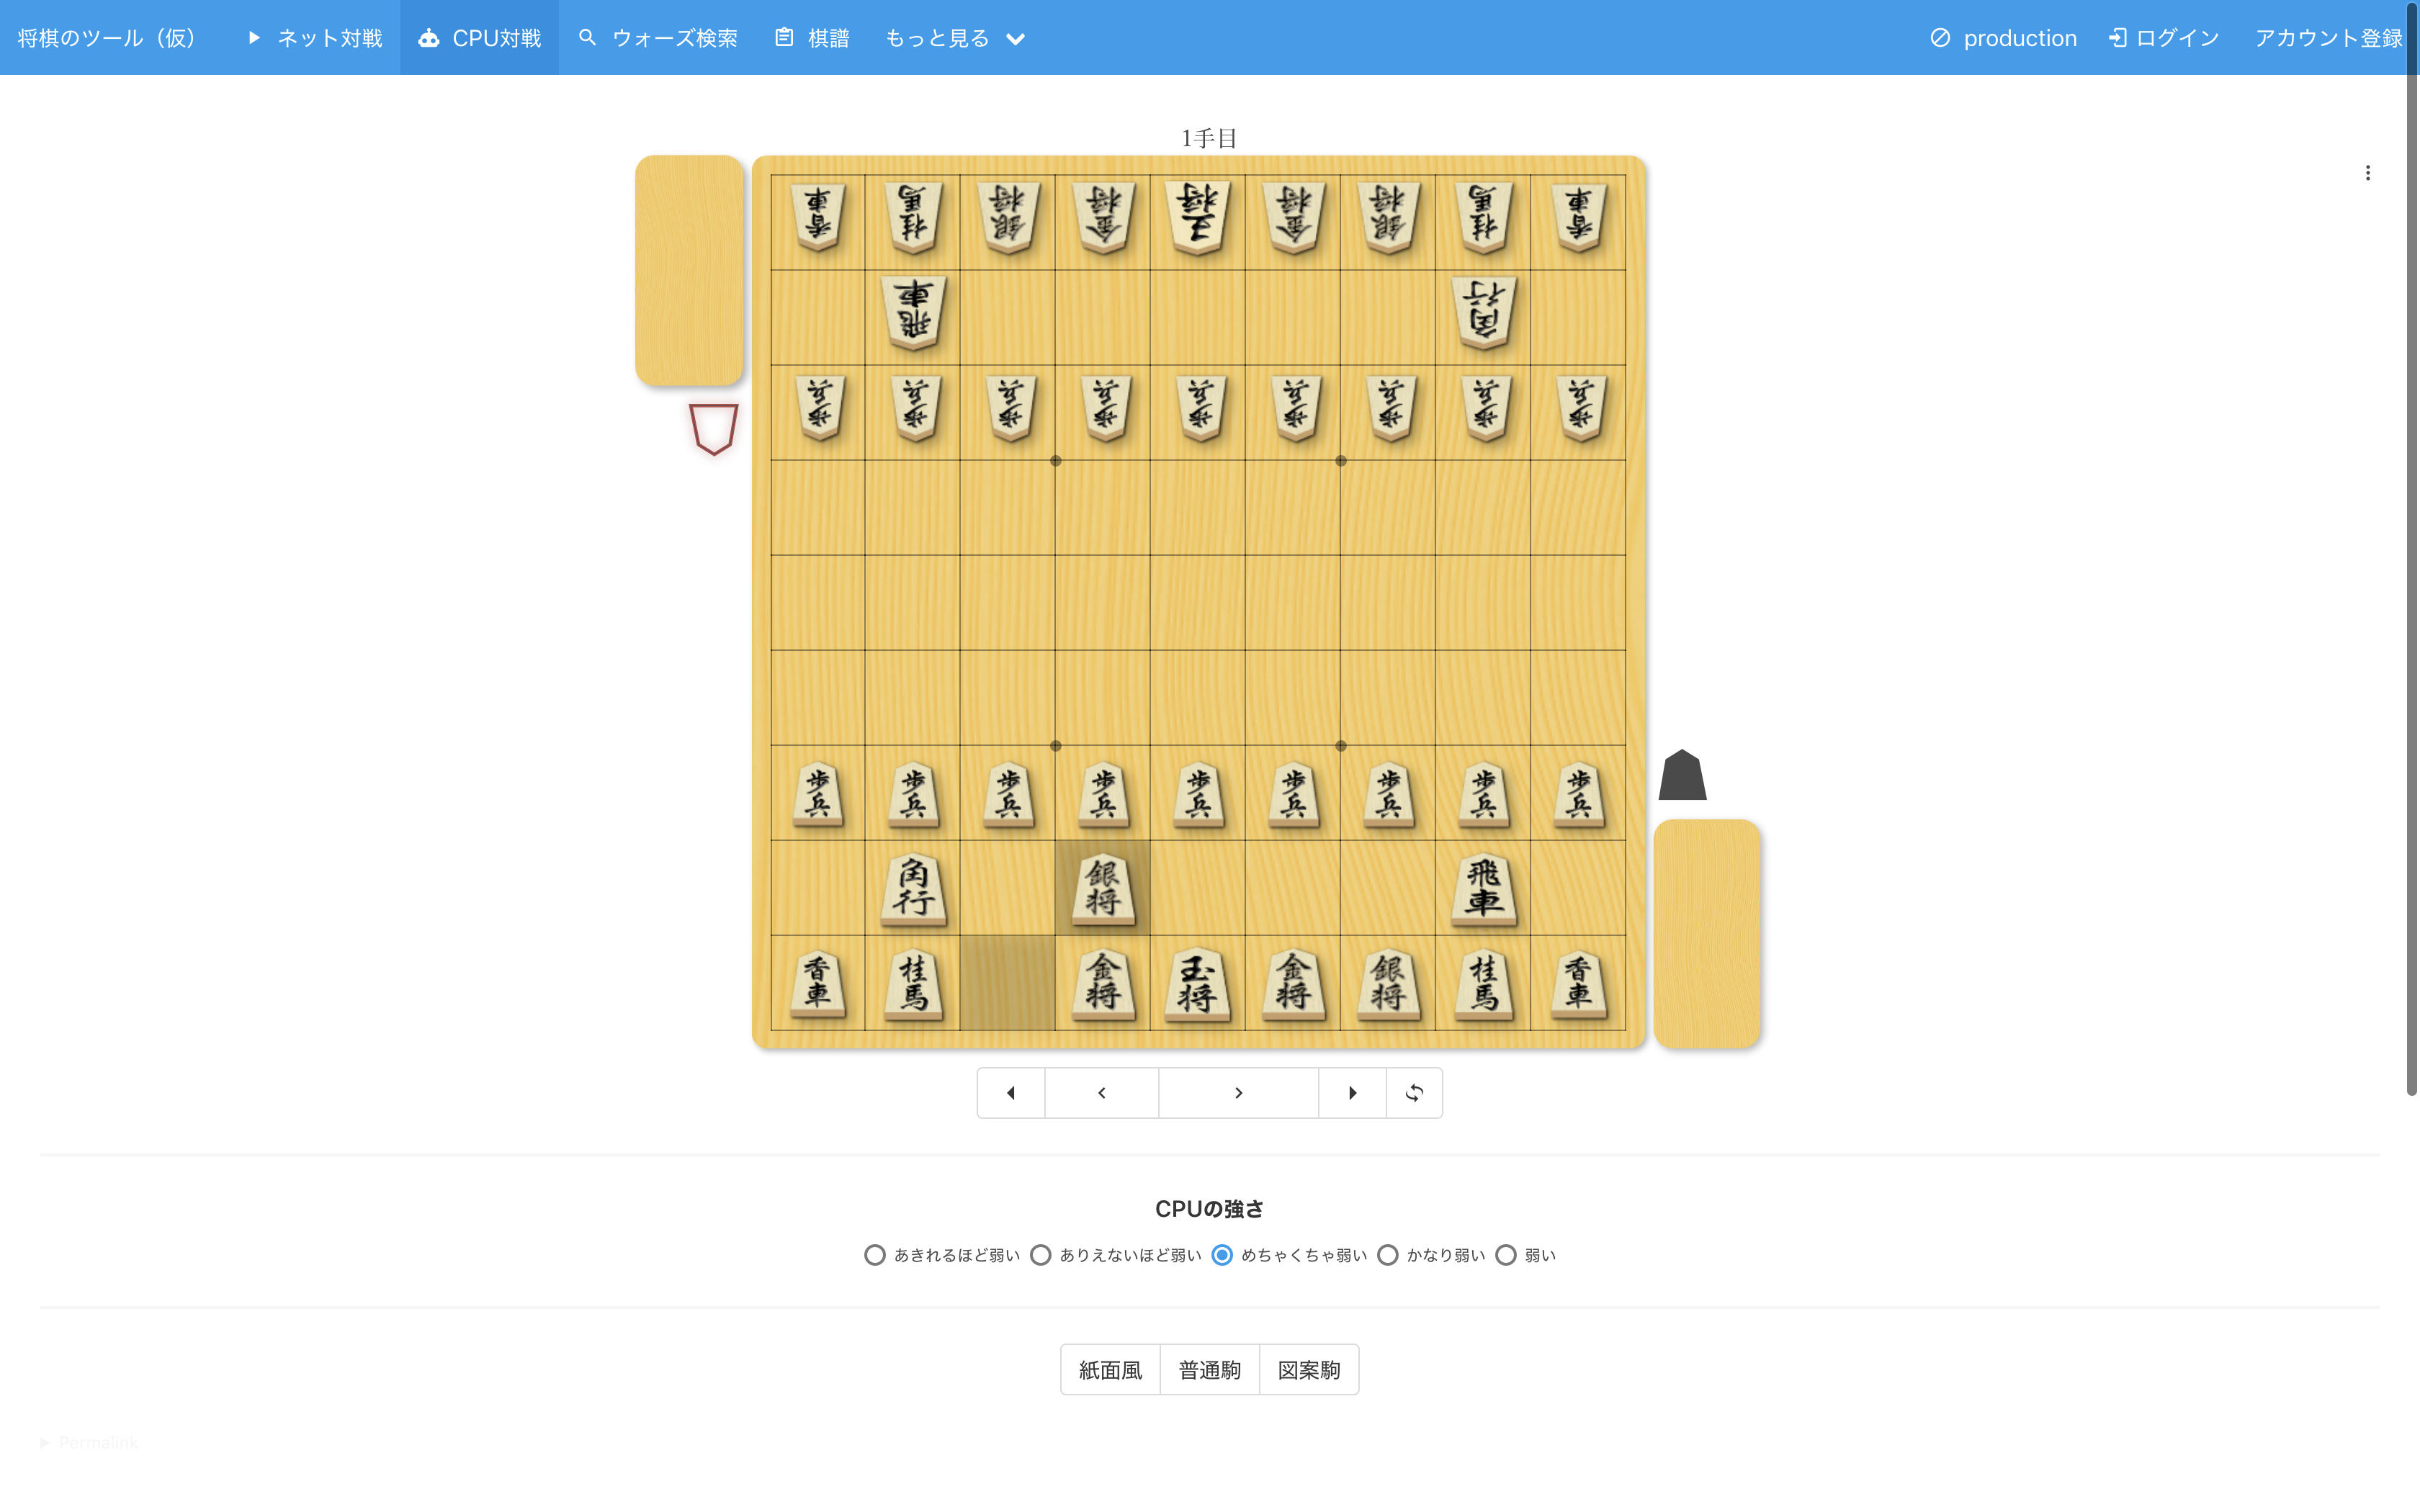 将棋のツール（仮） ネット対戦 CPU対戦 ウォーズ検索 棋譜 もっと見る production ログイン アカウント登録
1手目
香車 桂馬 銀将 金将 王将 金将 銀将 桂馬 香車
飛車 角行
歩兵 歩兵 歩兵 歩兵 歩兵 歩兵 歩兵 歩兵 歩兵
歩兵 歩兵 歩兵 歩兵 歩兵 歩兵 歩兵 歩兵 歩兵
角行 銀将 飛車
香車 桂馬 金将 玉将 金将 銀将 桂馬 香車
CPUの強さ
あきれるほど弱い ありえないほど弱い めちゃくちゃ弱い かなり弱い 弱い
紙面風 普通駒 図案駒
Permalink